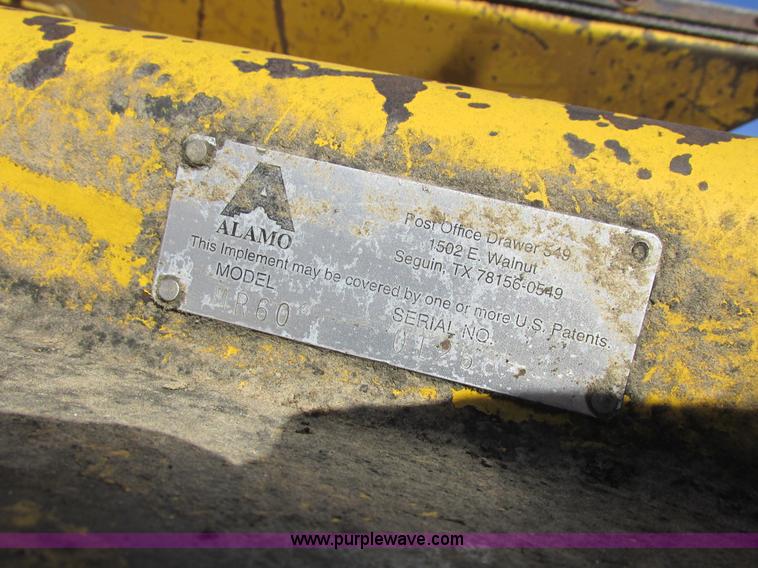 A
ALAMO
Post Office Drawer 549
1502 E. Walnut
Seguin, TX 78156-0549
This Implement may be covered by one or more U.S. Patents.
MODEL
SERIAL NO.
www.purplewave.com